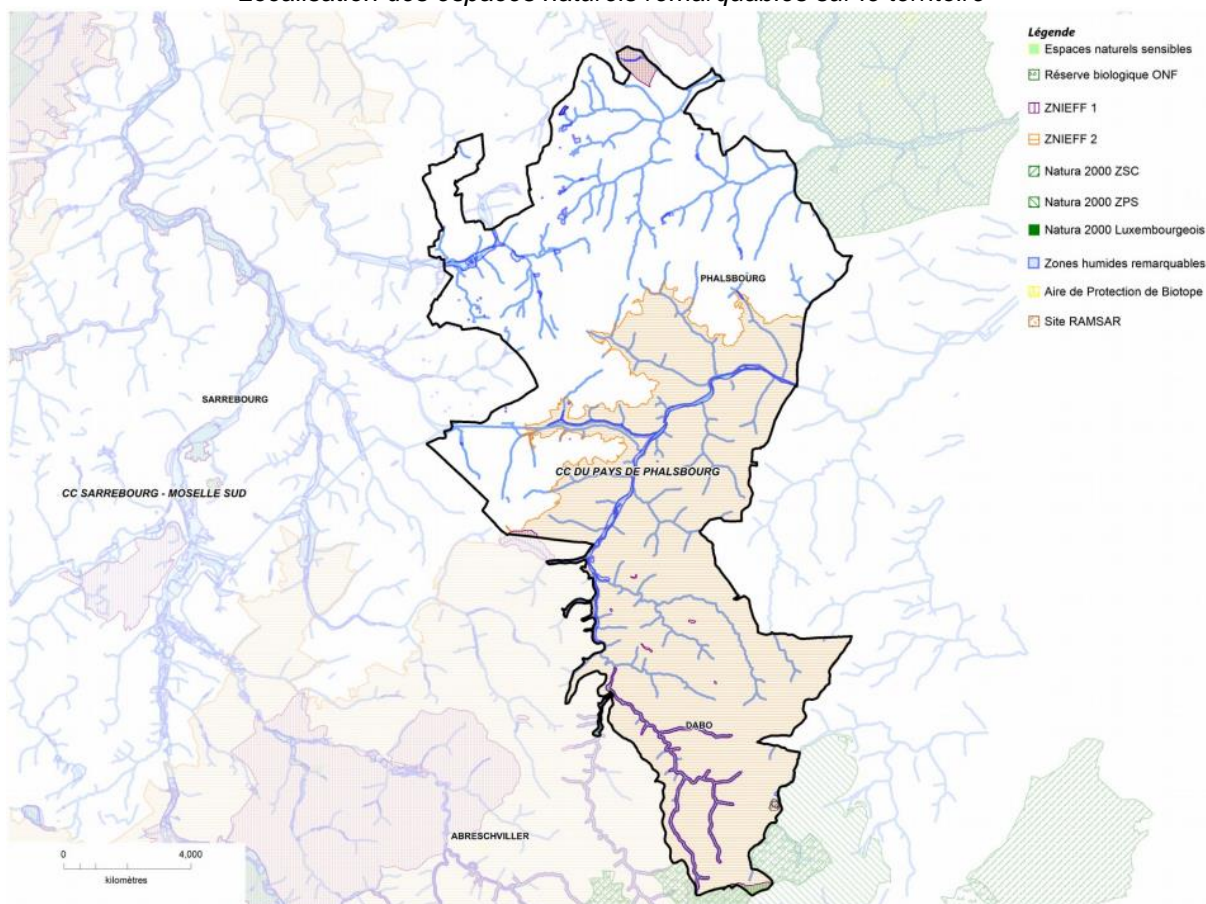 Localisation des espaces naturels remarquables sur le territoire
Légende
Espaces naturels sensibles
Réserve biologique ONF
ZNIEFF 1
ZNIEFF 2
Natura 2000 ZSC
Natura 2000 ZPS
Natura 2000 Luxembourgeois
Zones humides remarquables
Aire de Protection de Biotope
Site RAMSAR
PHALSBOURG
SARREBOURG
CC DU PAYS DE PHALSBOURG
CC SARREBOURG - MOSELLE SUD
DABO
ABRESCHVILLER
0 4,000
kilomètres